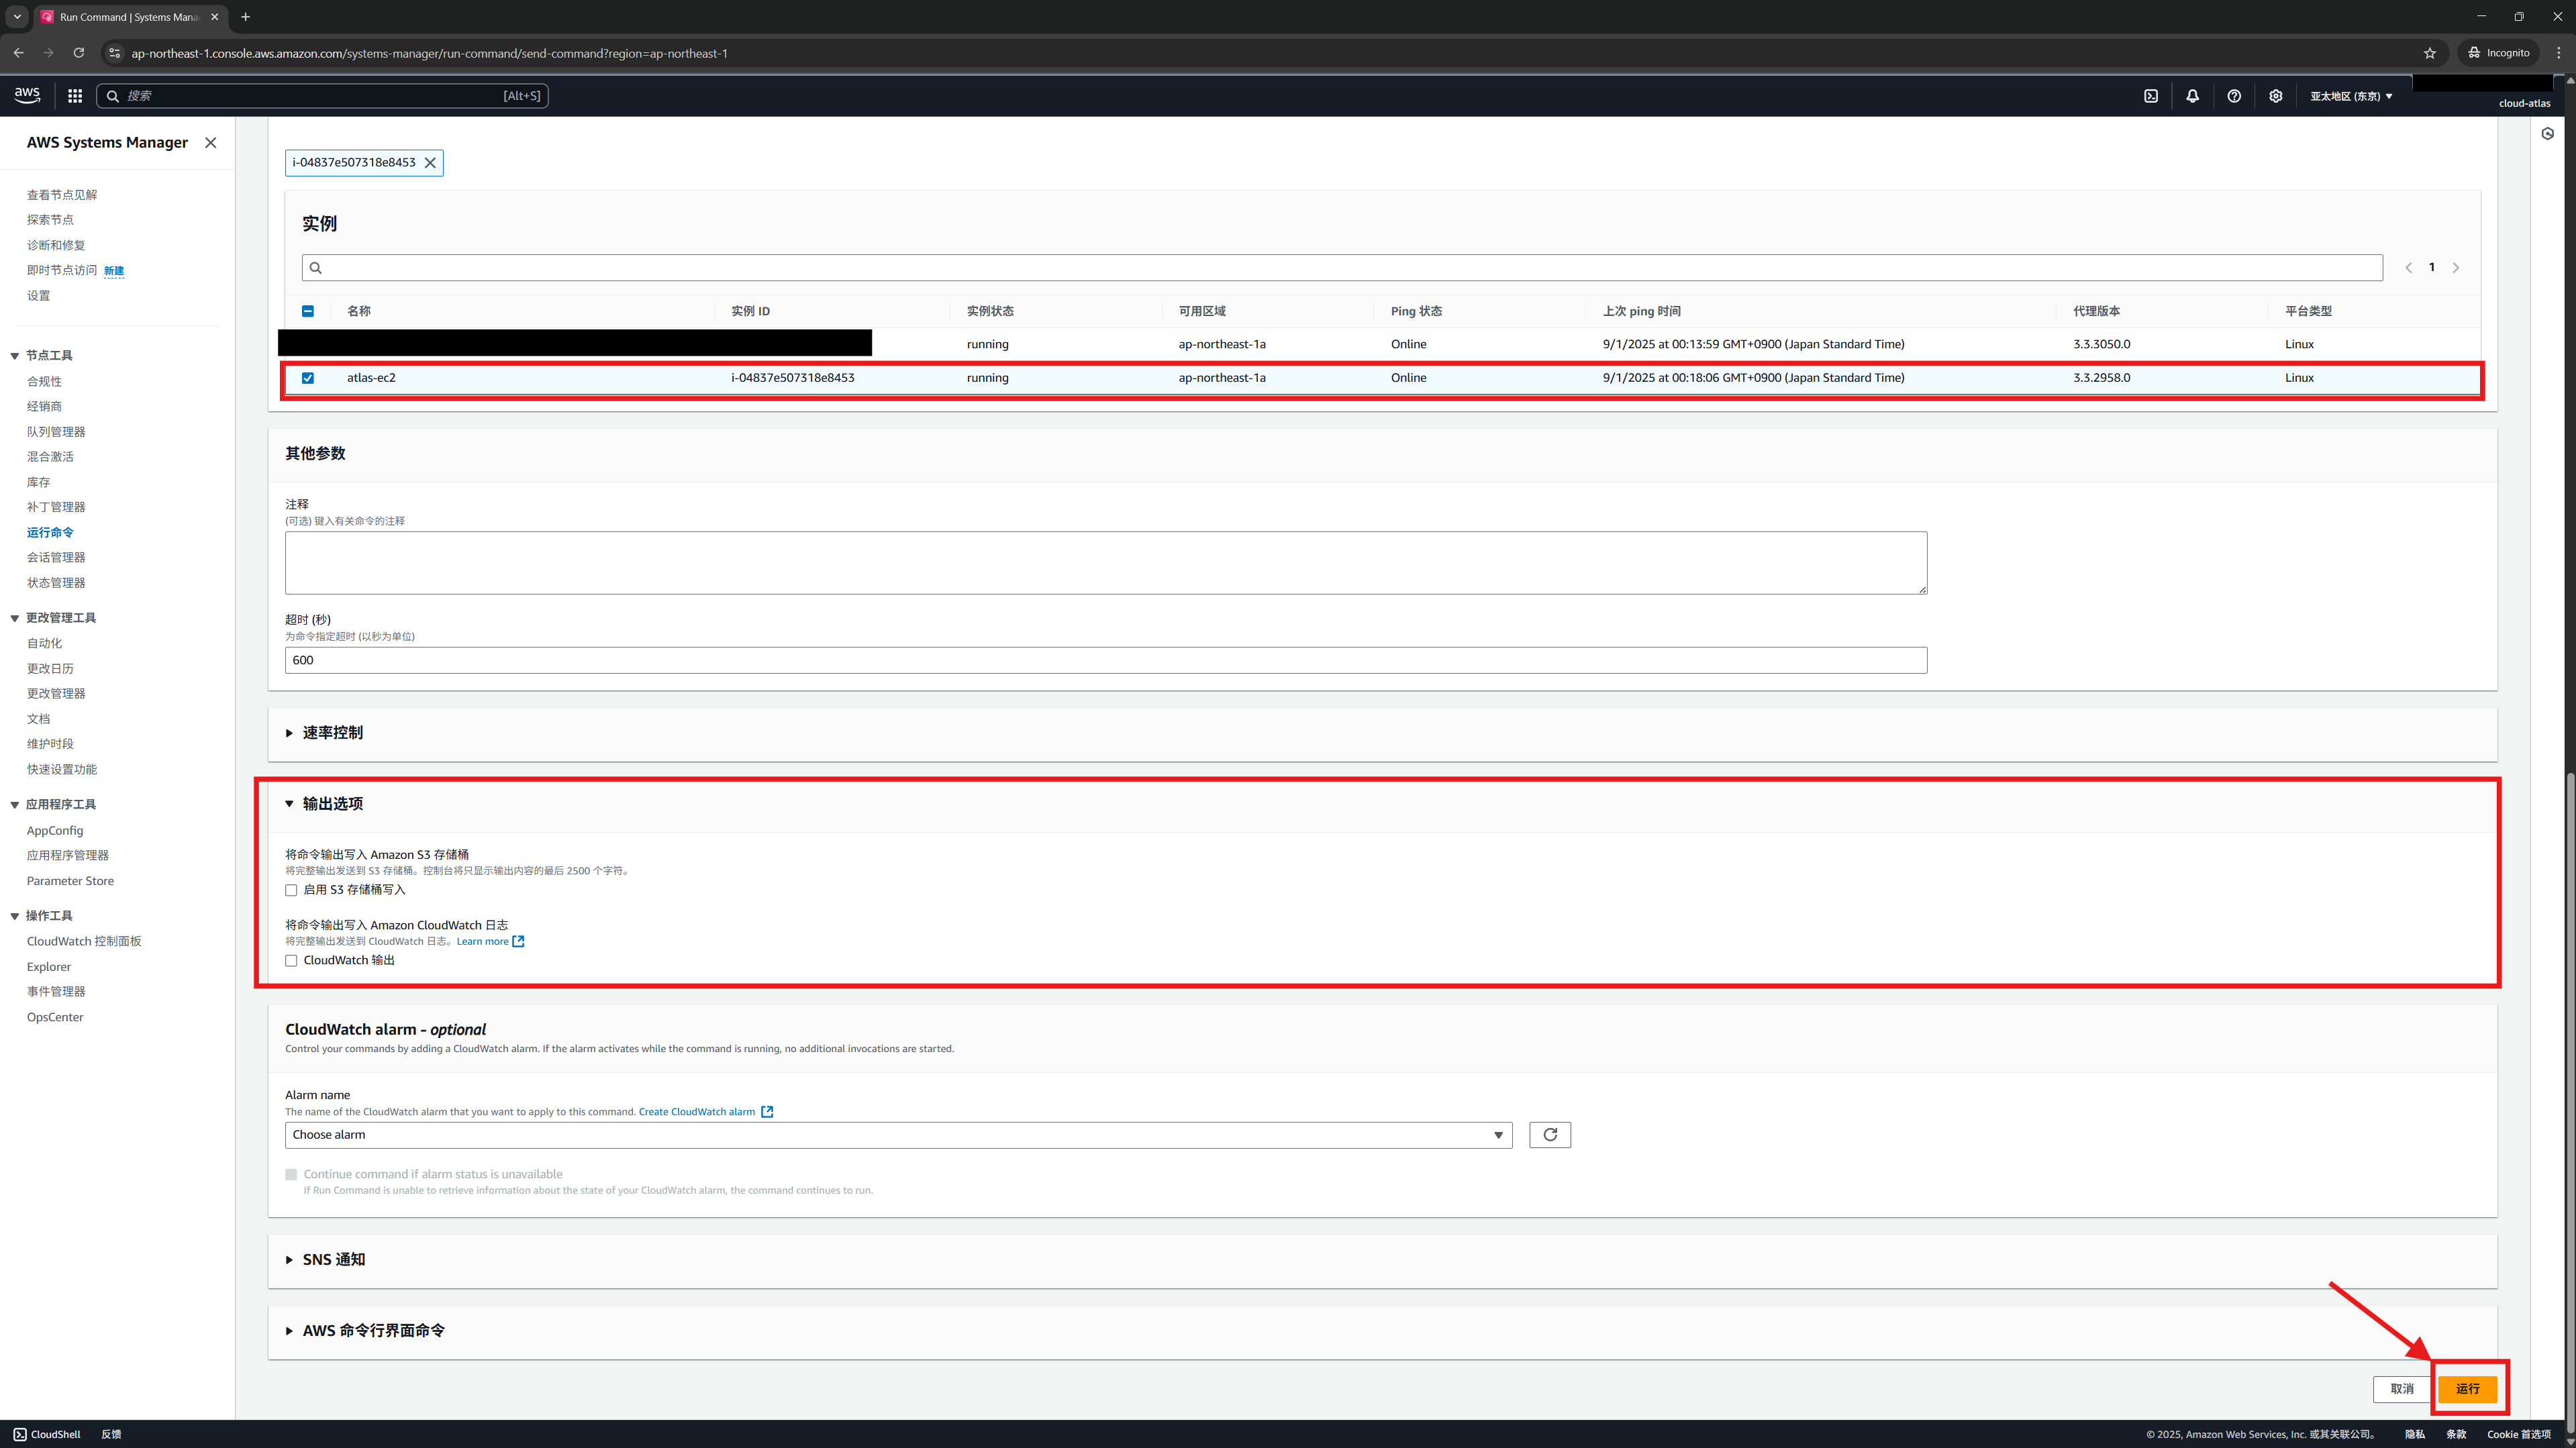 Run Command | Systems Mana
ap-northeast-1.console.aws.amazon.com/systems-manager/run-command/send-command?region=ap-northeast-1
Incognito
aws
搜索
[Alt+S]
亚太地区 (东京)
cloud-atlas
AWS Systems Manager
查看节点见解
探索节点
诊断和修复
即时节点访问 新建
设置
节点工具
合规性
经销商
队列管理器
混合激活
库存
补丁管理器
运行命令
会话管理器
状态管理器
更改管理工具
自动化
更改日历
更改管理器
文档
维护时段
快速设置功能
应用程序工具
AppConfig
应用程序管理器
Parameter Store
操作工具
CloudWatch 控制面板
Explorer
事件管理器
OpsCenter
i-04837e507318e8453
实例
1
名称 实例 ID 实例状态 可用区域 Ping 状态 上次 ping 时间 代理版本 平台类型
running ap-northeast-1a Online 9/1/2025 at 00:13:59 GMT+0900 (Japan Standard Time) 3.3.3050.0 Linux
atlas-ec2 i-04837e507318e8453 running ap-northeast-1a Online 9/1/2025 at 00:18:06 GMT+0900 (Japan Standard Time) 3.3.2958.0 Linux
其他参数
注释
(可选) 键入有关命令的注释
超时 (秒)
为命令指定超时 (以秒为单位)
600
速率控制
输出选项
将命令输出写入 Amazon S3 存储桶
将完整输出发送到 S3 存储桶。控制台将只显示输出内容的最后 2500 个字符。
启用 S3 存储桶写入
将命令输出写入 Amazon CloudWatch 日志
将完整输出发送到 CloudWatch 日志。Learn more
CloudWatch 输出
CloudWatch alarm - optional
Control your commands by adding a CloudWatch alarm. If the alarm activates while the command is running, no additional invocations are started.
Alarm name
The name of the CloudWatch alarm that you want to apply to this command. Create CloudWatch alarm
Choose alarm
Continue command if alarm status is unavailable
If Run Command is unable to retrieve information about the state of your CloudWatch alarm, the command continues to run.
SNS 通知
AWS 命令行界面命令
取消
运行
CloudShell 反馈
© 2025, Amazon Web Services, Inc. 或其关联公司。 隐私 条款 Cookie 首选项